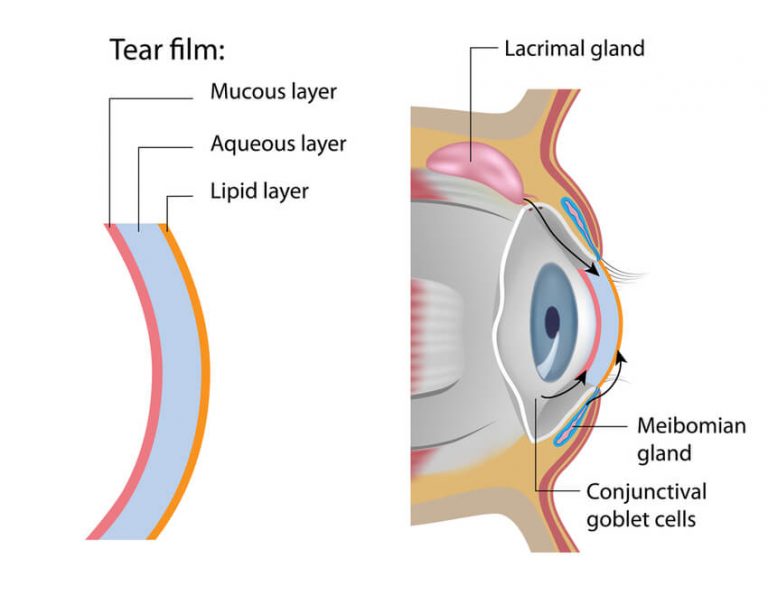 Tear film:
Mucous layer
Aqueous layer
Lipid layer
Lacrimal gland
Meibomian
gland
Conjunctival
goblet cells